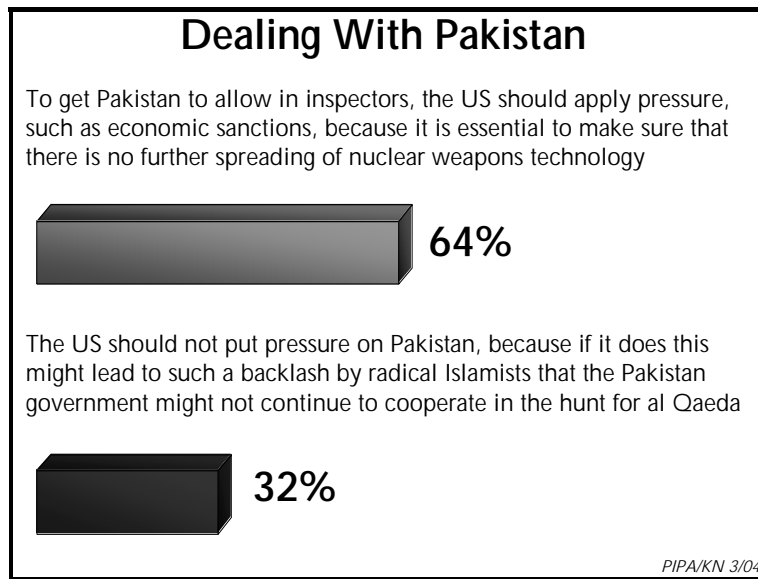 Dealing With Pakistan
To get Pakistan to allow in inspectors, the US should apply pressure,
such as economic sanctions, because it is essential to make sure that
there is no further spreading of nuclear weapons technology
64%
The US should not put pressure on Pakistan, because if it does this
might lead to such a backlash by radical Islamists that the Pakistan
government might not continue to cooperate in the hunt for al Qaeda
32%
PIPA/KN 3/04